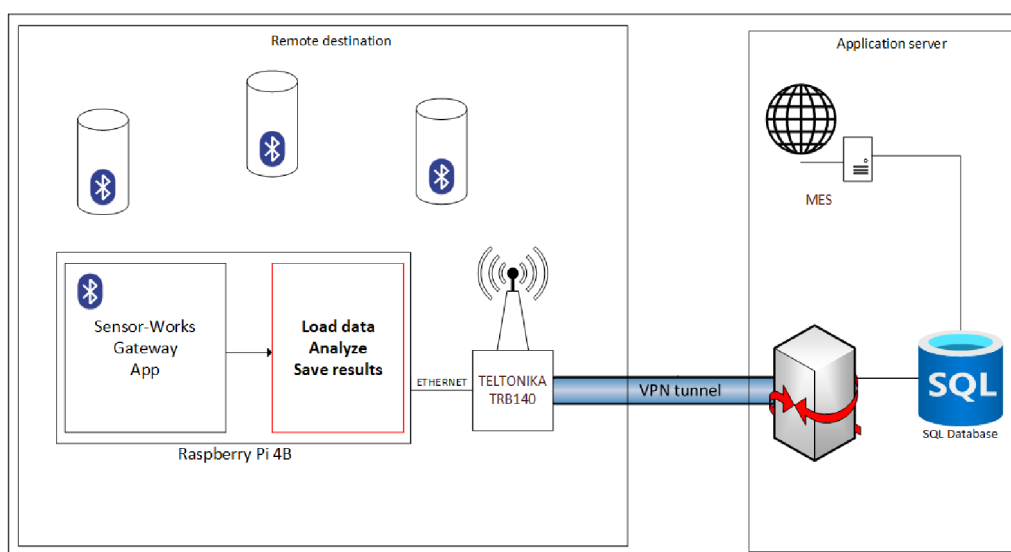 Remote destination
Application server
MES
Sensor-Works
Gateway
App
Load data
Analyze
Save results
ETHERNET
TELTONIKA
TRB140
VPN tunnel
SQL
SQL Database
Raspberry Pi 4B